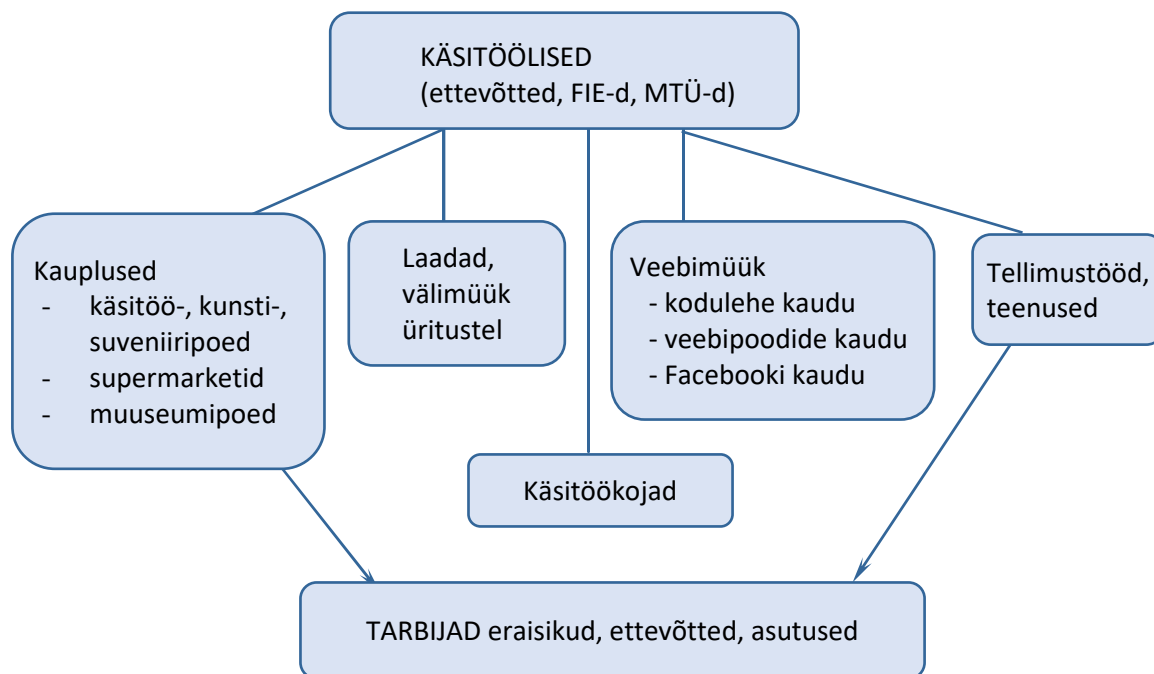 KÄSITÖÖLISED
(ettevõtted, FIE-d, MTÜ-d)
Kauplused
- käsitöö-, kunsti-,
suveniiripoed
- supermarketid
- muuseumipoed
Laadad,
välimüük
üritustel
Veebimüük
- kodulehe kaudu
- veebipoodide kaudu
- Facebooki kaudu
Tellimustööd,
teenused
Käsitöökojad
TARBIJAD eraisikud, ettevõtted, asutused